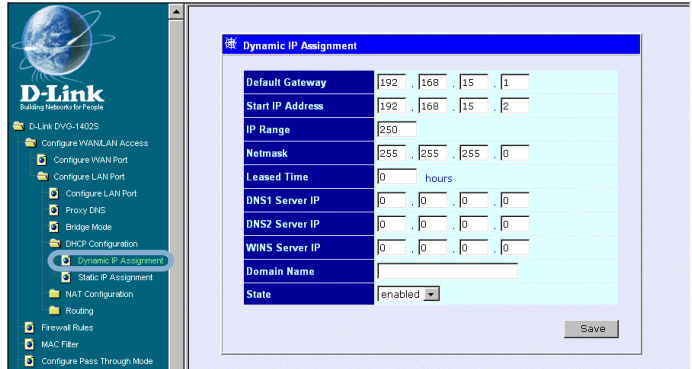 D-Link
Building Networks for People
D-Link DVG-1402S
Configure WAN/LAN Access
Configure WAN Port
Configure LAN Port
Configure LAN Port
Proxy DNS
Bridge Mode
DHCP Configuration
Dynamic IP Assignment
Static IP Assignment
NAT Configuration
Routing
Firewall Rules
MAC Filter
Configure Pass Through Mode
Dynamic IP Assignment
Default Gateway 192 . 168 . 15 . 1
Start IP Address 192 . 168 . 15 . 2
IP Range 250
Netmask 255 . 255 . 255 . 0
Leased Time 0 hours
DNS1 Server IP 0 . 0 . 0 . 0
DNS2 Server IP 0 . 0 . 0 . 0
WINS Server IP 0 . 0 . 0 . 0
Domain Name
State enabled
Save